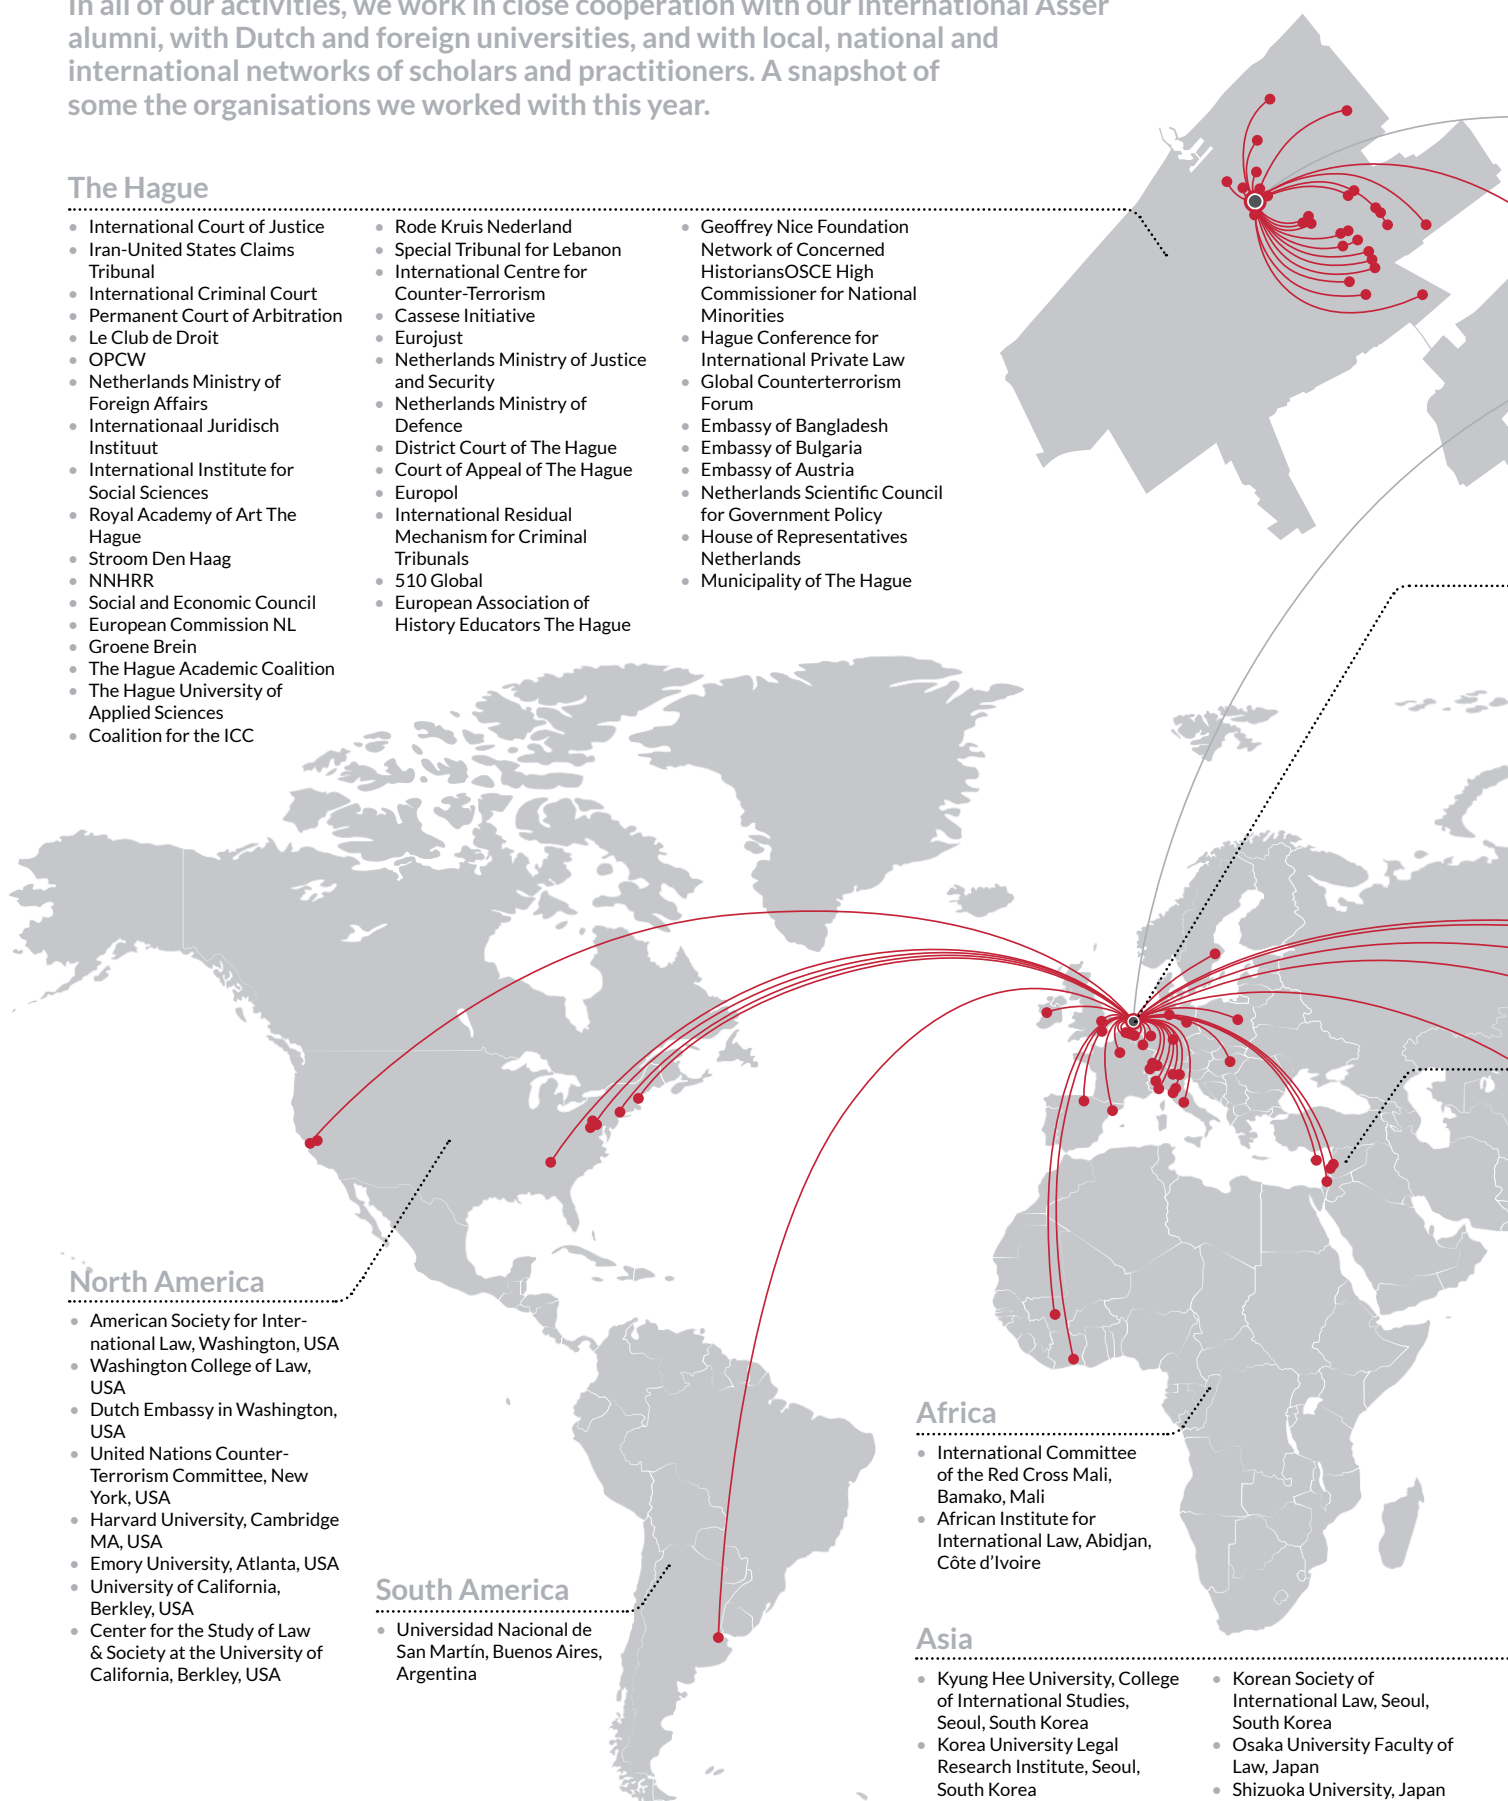 In all of our activities, we work in close cooperation with our International Asser
alumni, with Dutch and foreign universities, and with local, national and
international networks of scholars and practitioners. A snapshot of
some the organisations we worked with this year.
The Hague
International Court of Justice
Iran-United States Claims
Tribunal
International Criminal Court
Permanent Court of Arbitration
Le Club de Droit
OPCW
Netherlands Ministry of
Foreign Affairs
Internationaal Juridisch
Instituut
International Institute for
Social Sciences
Royal Academy of Art The
Hague
Stroom Den Haag
NNHRR
Social and Economic Council
European Commission NL
Groene Brein
The Hague Academic Coalition
The Hague University of
Applied Sciences
Coalition for the ICC
Rode Kruis Nederland
Special Tribunal for Lebanon
International Centre for
Counter-Terrorism
Cassese Initiative
Eurojust
Netherlands Ministry of Justice
and Security
Netherlands Ministry of
Defence
District Court of The Hague
Court of Appeal of The Hague
Europol
International Residual
Mechanism for Criminal
Tribunals
510 Global
European Association of
History Educators The Hague
Geoffrey Nice Foundation
Network of Concerned
HistoriansOSCE High
Commissioner for National
Minorities
Hague Conference for
International Private Law
Global Counterterrorism
Forum
Embassy of Bangladesh
Embassy of Bulgaria
Embassy of Austria
Netherlands Scientific Council
for Government Policy
House of Representatives
Netherlands
Municipality of The Hague
North America
American Society for Inter-
national Law, Washington, USA
Washington College of Law,
USA
Dutch Embassy in Washington,
USA
United Nations Counter-
Terrorism Committee, New
York, USA
Harvard University, Cambridge
MA, USA
Emory University, Atlanta, USA
University of California,
Berkley, USA
Center for the Study of Law
& Society at the University of
California, Berkley, USA
South America
Universidad Nacional de
San Martín, Buenos Aires,
Argentina
Africa
International Committee
of the Red Cross Mali,
Bamako, Mali
African Institute for
International Law, Abidjan,
Côte d'Ivoire
Asia
Kyung Hee University, College
of International Studies,
Seoul, South Korea
Korea University Legal
Research Institute, Seoul,
South Korea
Korean Society of
International Law, Seoul,
South Korea
Osaka University Faculty of
Law, Japan
Shizuoka University, Japan